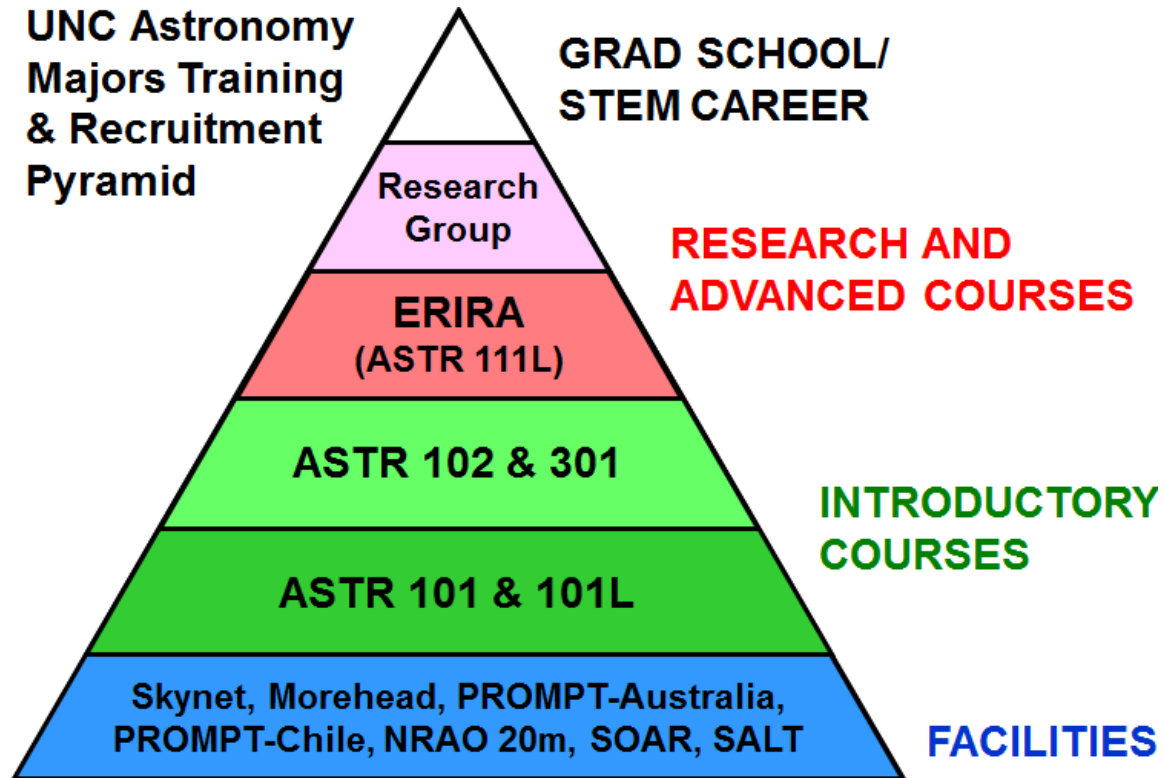 UNC Astronomy
Majors Training
& Recruitment
Pyramid
GRAD SCHOOL/
STEM CAREER
Research
Group
RESEARCH AND
ADVANCED COURSES
ERIRA
(ASTR 111L)
ASTR 102 & 301
INTRODUCTORY
COURSES
ASTR 101 & 101L
Skynet, Morehead, PROMPT-Australia,
PROMPT-Chile, NRAO 20m, SOAR, SALT
FACILITIES